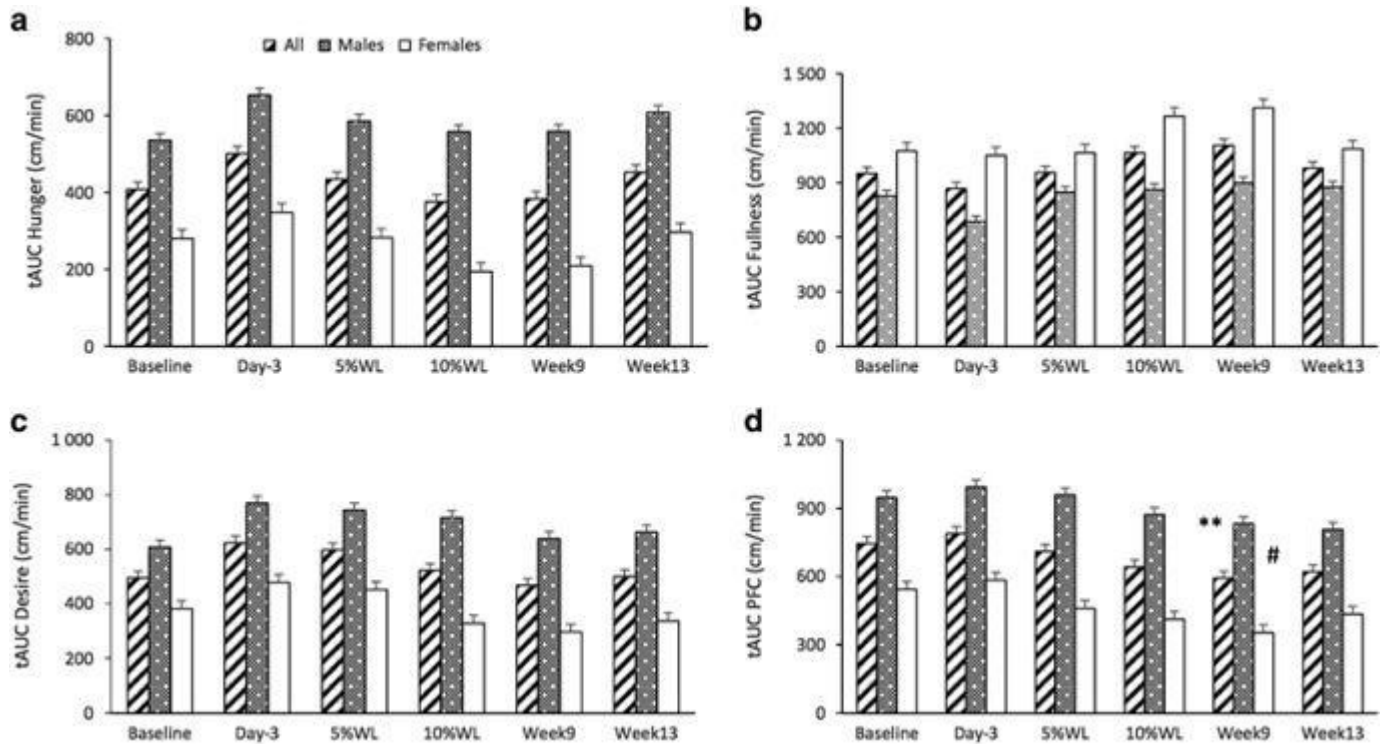 a
800
600
400
200
0
tAUC Hunger (cm/min)
All Males Females
Baseline Day-3 5%WL 10%WL Week9 Week13
b
1 500
1 200
900
600
300
0
tAUC Fullness (cm/min)
Baseline Day-3 5%WL 10%WL Week9 Week13
c
1 000
800
600
400
200
0
tAUC Desire (cm/min)
Baseline Day-3 5%WL 10%WL Week9 Week13
d
1 200
900
600
300
0
tAUC PFC (cm/min)
**
#
Baseline Day-3 5%WL 10%WL Week9 Week13